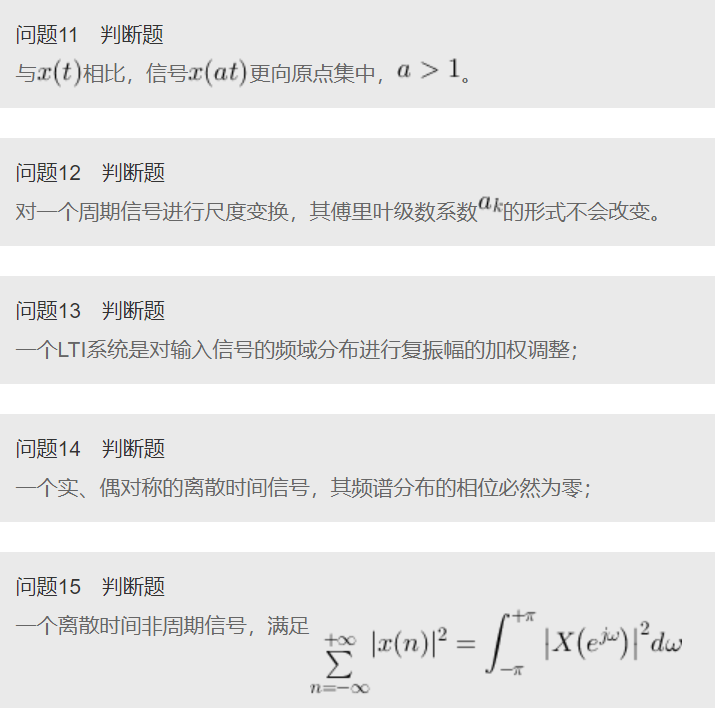 问题11 判断题
与x(t)相比，信号x(at)更向原点集中，a > 1。
问题12 判断题
对一个周期信号进行尺度变换，其傅里叶级数系数a_k的形式不会改变。
问题13 判断题
一个LTI系统是对输入信号的频域分布进行复振幅的加权调整；
问题14 判断题
一个实、偶对称的离散时间信号，其频谱分布的相位必然为零；
问题15 判断题
一个离散时间非周期信号，满足 \sum_{n=-\infty}^{+\infty} |x(n)|^2 = \int_{-\pi}^{+\pi} |X(e^{j\omega})|^2 d\omega